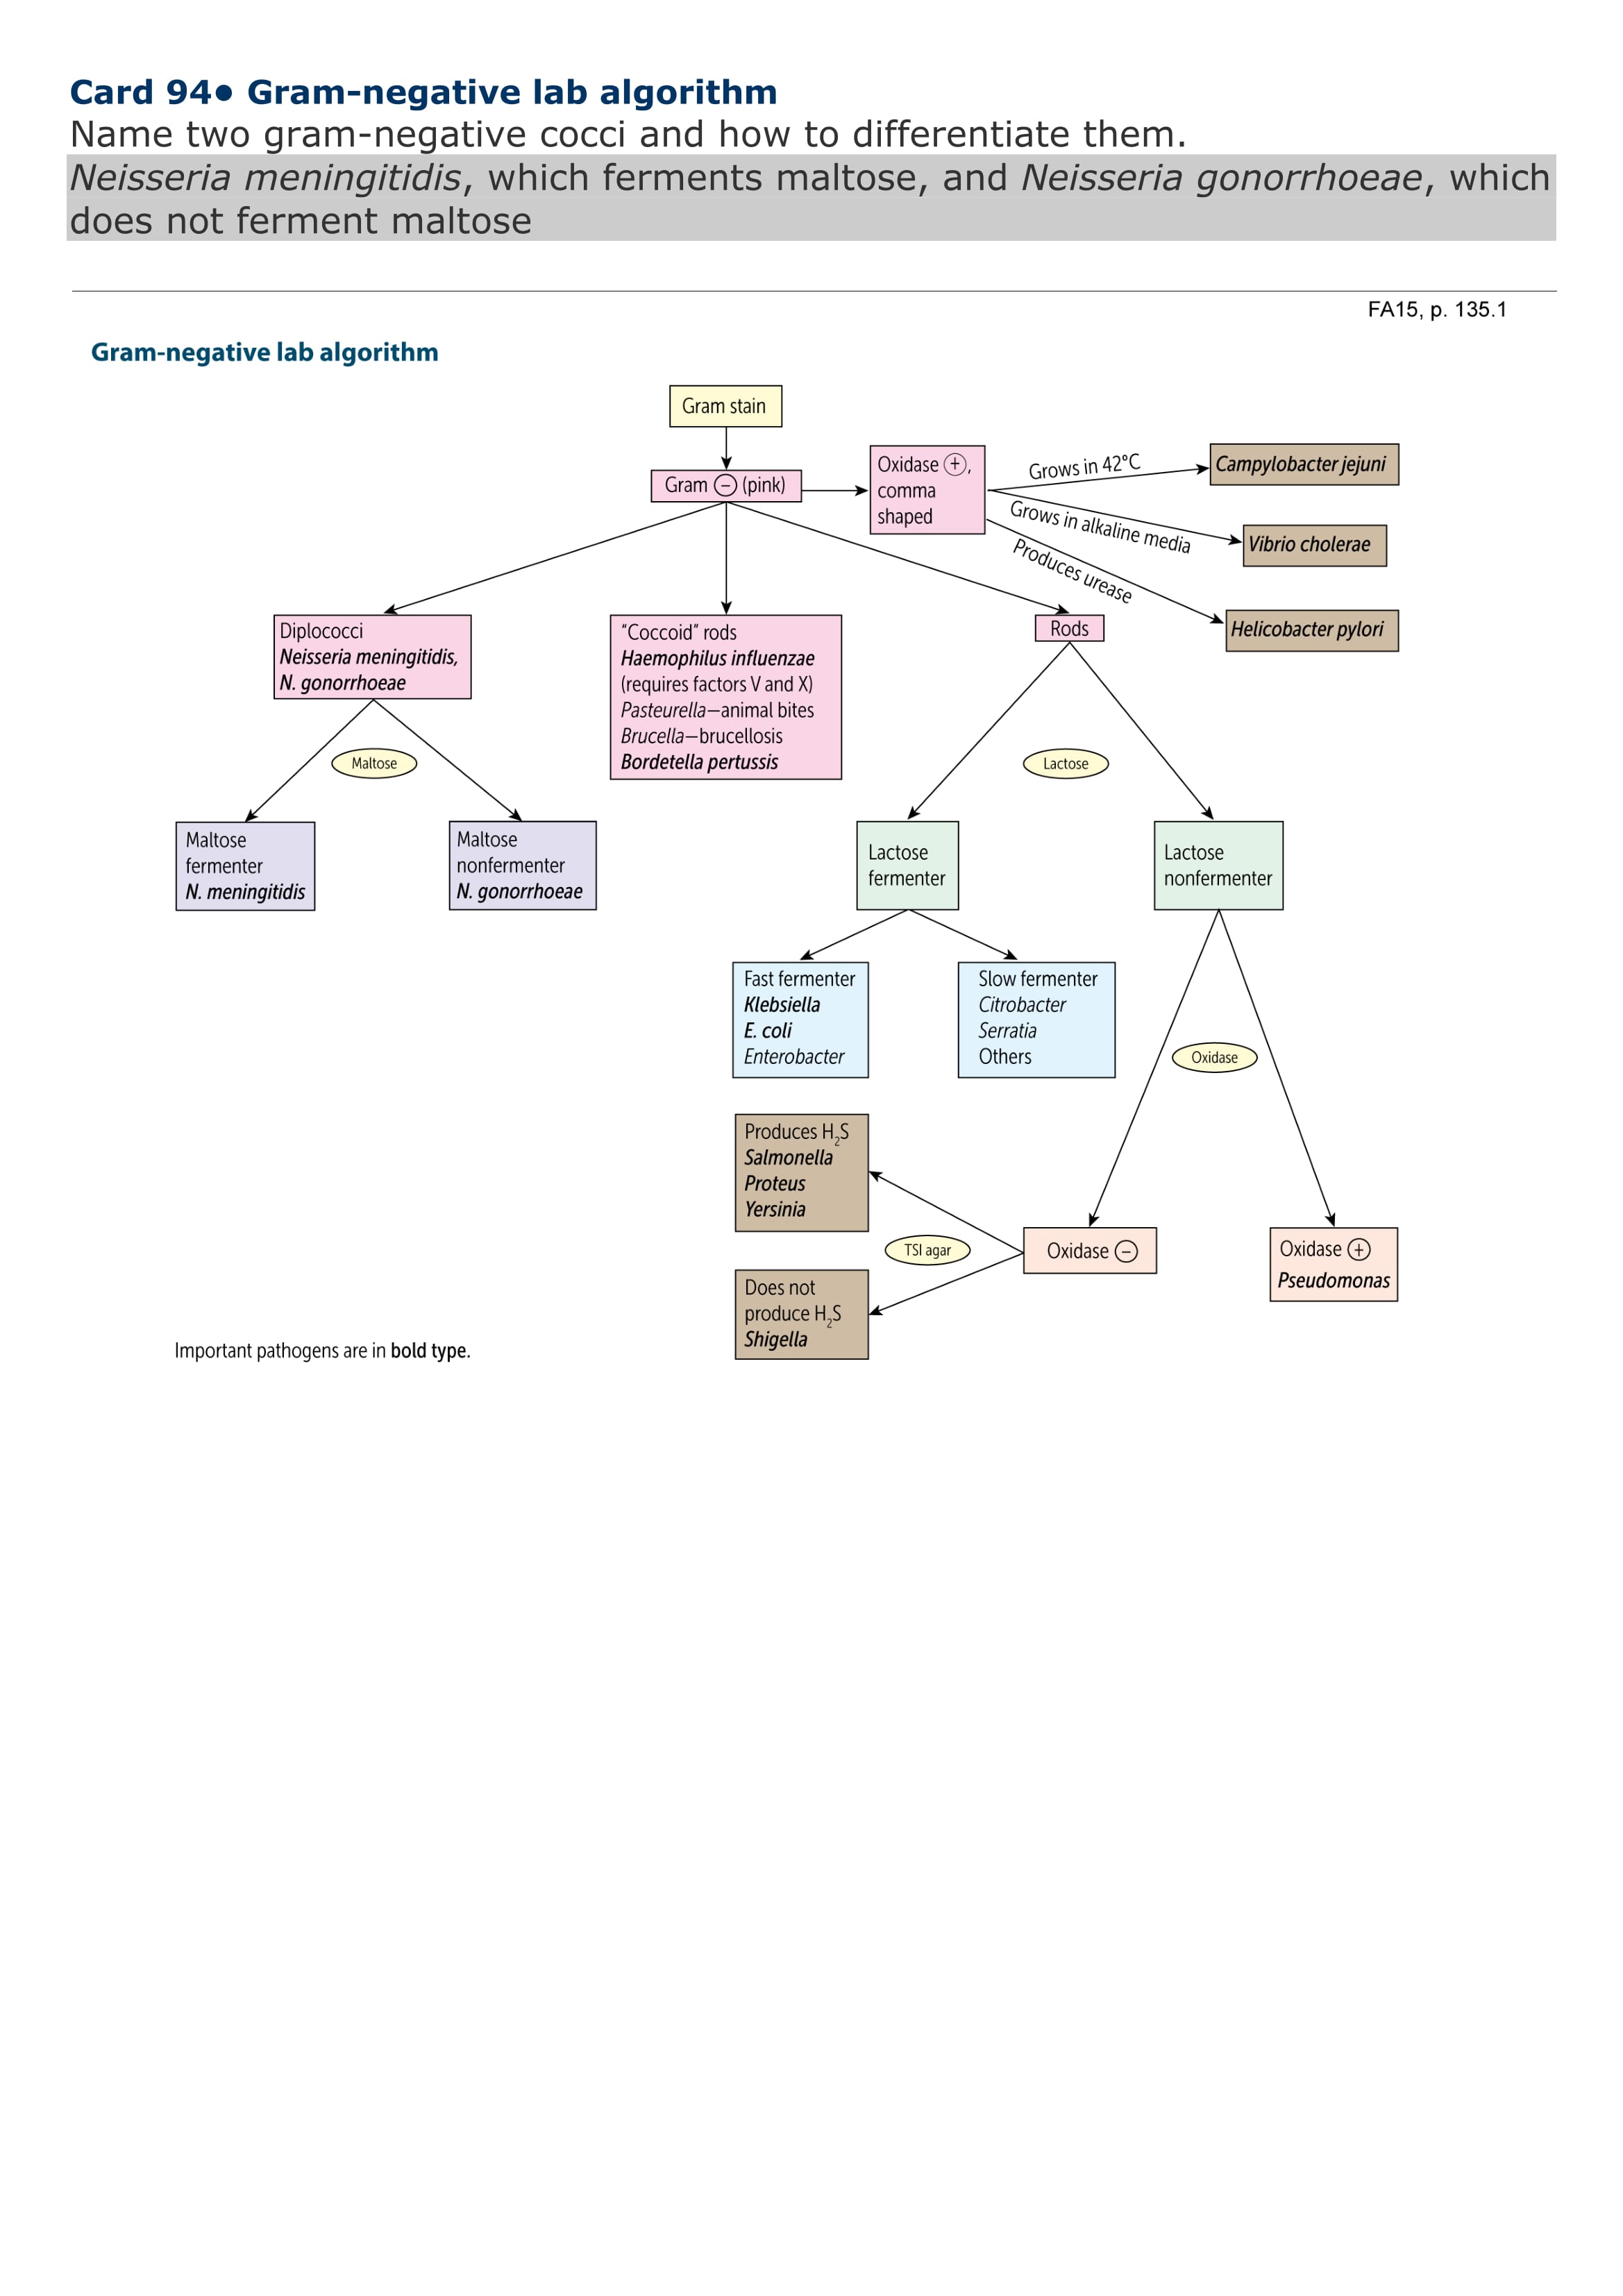 Card 94• Gram-negative lab algorithm
Name two gram-negative cocci and how to differentiate them.
Neisseria meningitidis, which ferments maltose, and Neisseria gonorrhoeae, which
does not ferment maltose
FA15, p. 135.1
Gram-negative lab algorithm
Gram stain
Gram ⊖ (pink)
Oxidase ⊕,
comma
shaped
Grows in 42°C
Campylobacter jejuni
Grows in alkaline media
Vibrio cholerae
Produces urease
Helicobacter pylori
Diplococci
Neisseria meningitidis,
N. gonorrhoeae
“Coccoid” rods
Haemophilus influenzae
(requires factors V and X)
Pasteurella—animal bites
Brucella—brucellosis
Bordetella pertussis
Rods
Maltose
Lactose
Maltose
fermenter
N. meningitidis
Maltose
nonfermenter
N. gonorrhoeae
Lactose
fermenter
Lactose
nonfermenter
Fast fermenter
Klebsiella
E. coli
Enterobacter
Slow fermenter
Citrobacter
Serratia
Others
Oxidase
Produces H₂S
Salmonella
Proteus
Yersinia
TSI agar
Oxidase ⊖
Oxidase ⊕
Pseudomonas
Does not
produce H₂S
Shigella
Important pathogens are in bold type.